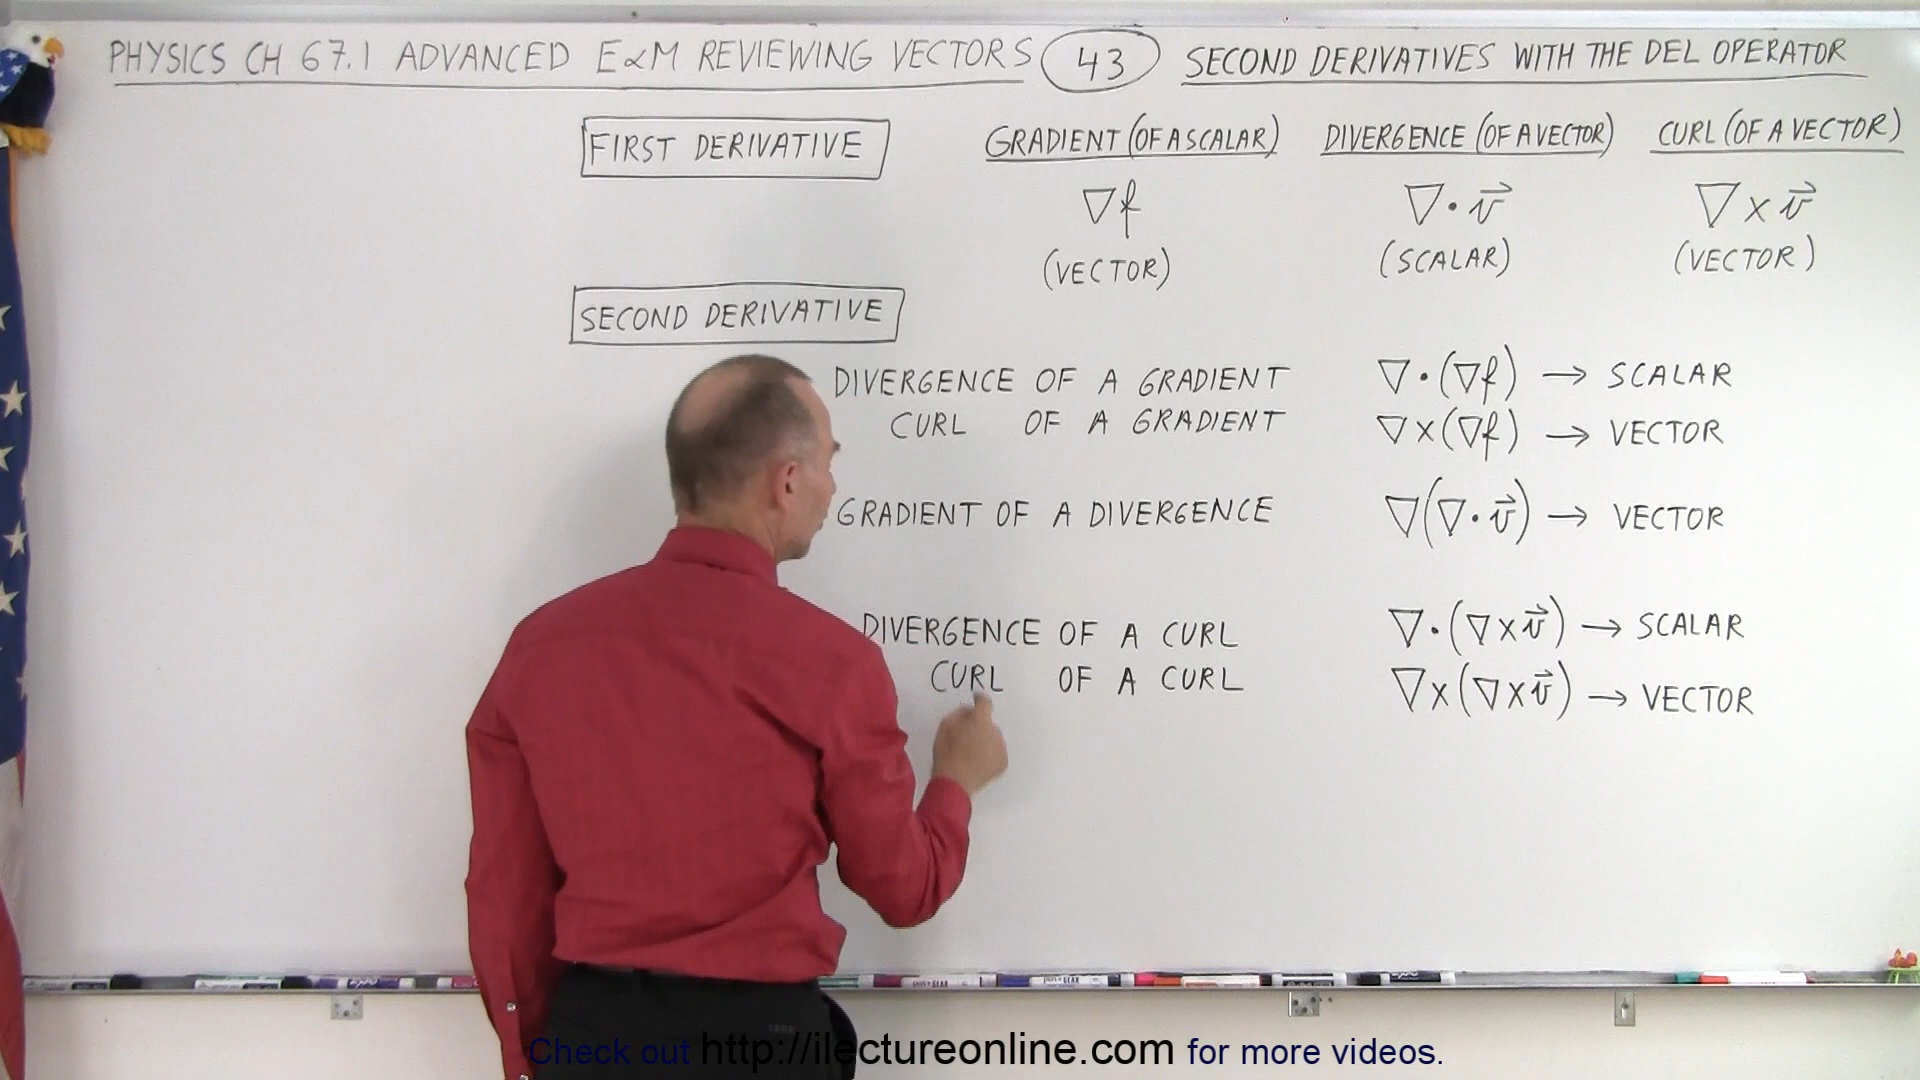 PHYSICS CH 67.1 ADVANCED E&M REVIEWING VECTORS 43 SECOND DERIVATIVES WITH THE DEL OPERATOR
FIRST DERIVATIVE GRADIENT (OF A SCALAR) DIVERGENCE (OF A VECTOR) CURL (OF A VECTOR)
∇f ∇·v⃗ ∇×v⃗
(VECTOR) (SCALAR) (VECTOR)
SECOND DERIVATIVE
DIVERGENCE OF A GRADIENT ∇·(∇f) → SCALAR
CURL OF A GRADIENT ∇×(∇f) → VECTOR
GRADIENT OF A DIVERGENCE ∇(∇·v⃗) → VECTOR
DIVERGENCE OF A CURL ∇·(∇×v⃗) → SCALAR
CURL OF A CURL ∇×(∇×v⃗) → VECTOR
Check out http://ilectureonline.com for more videos.